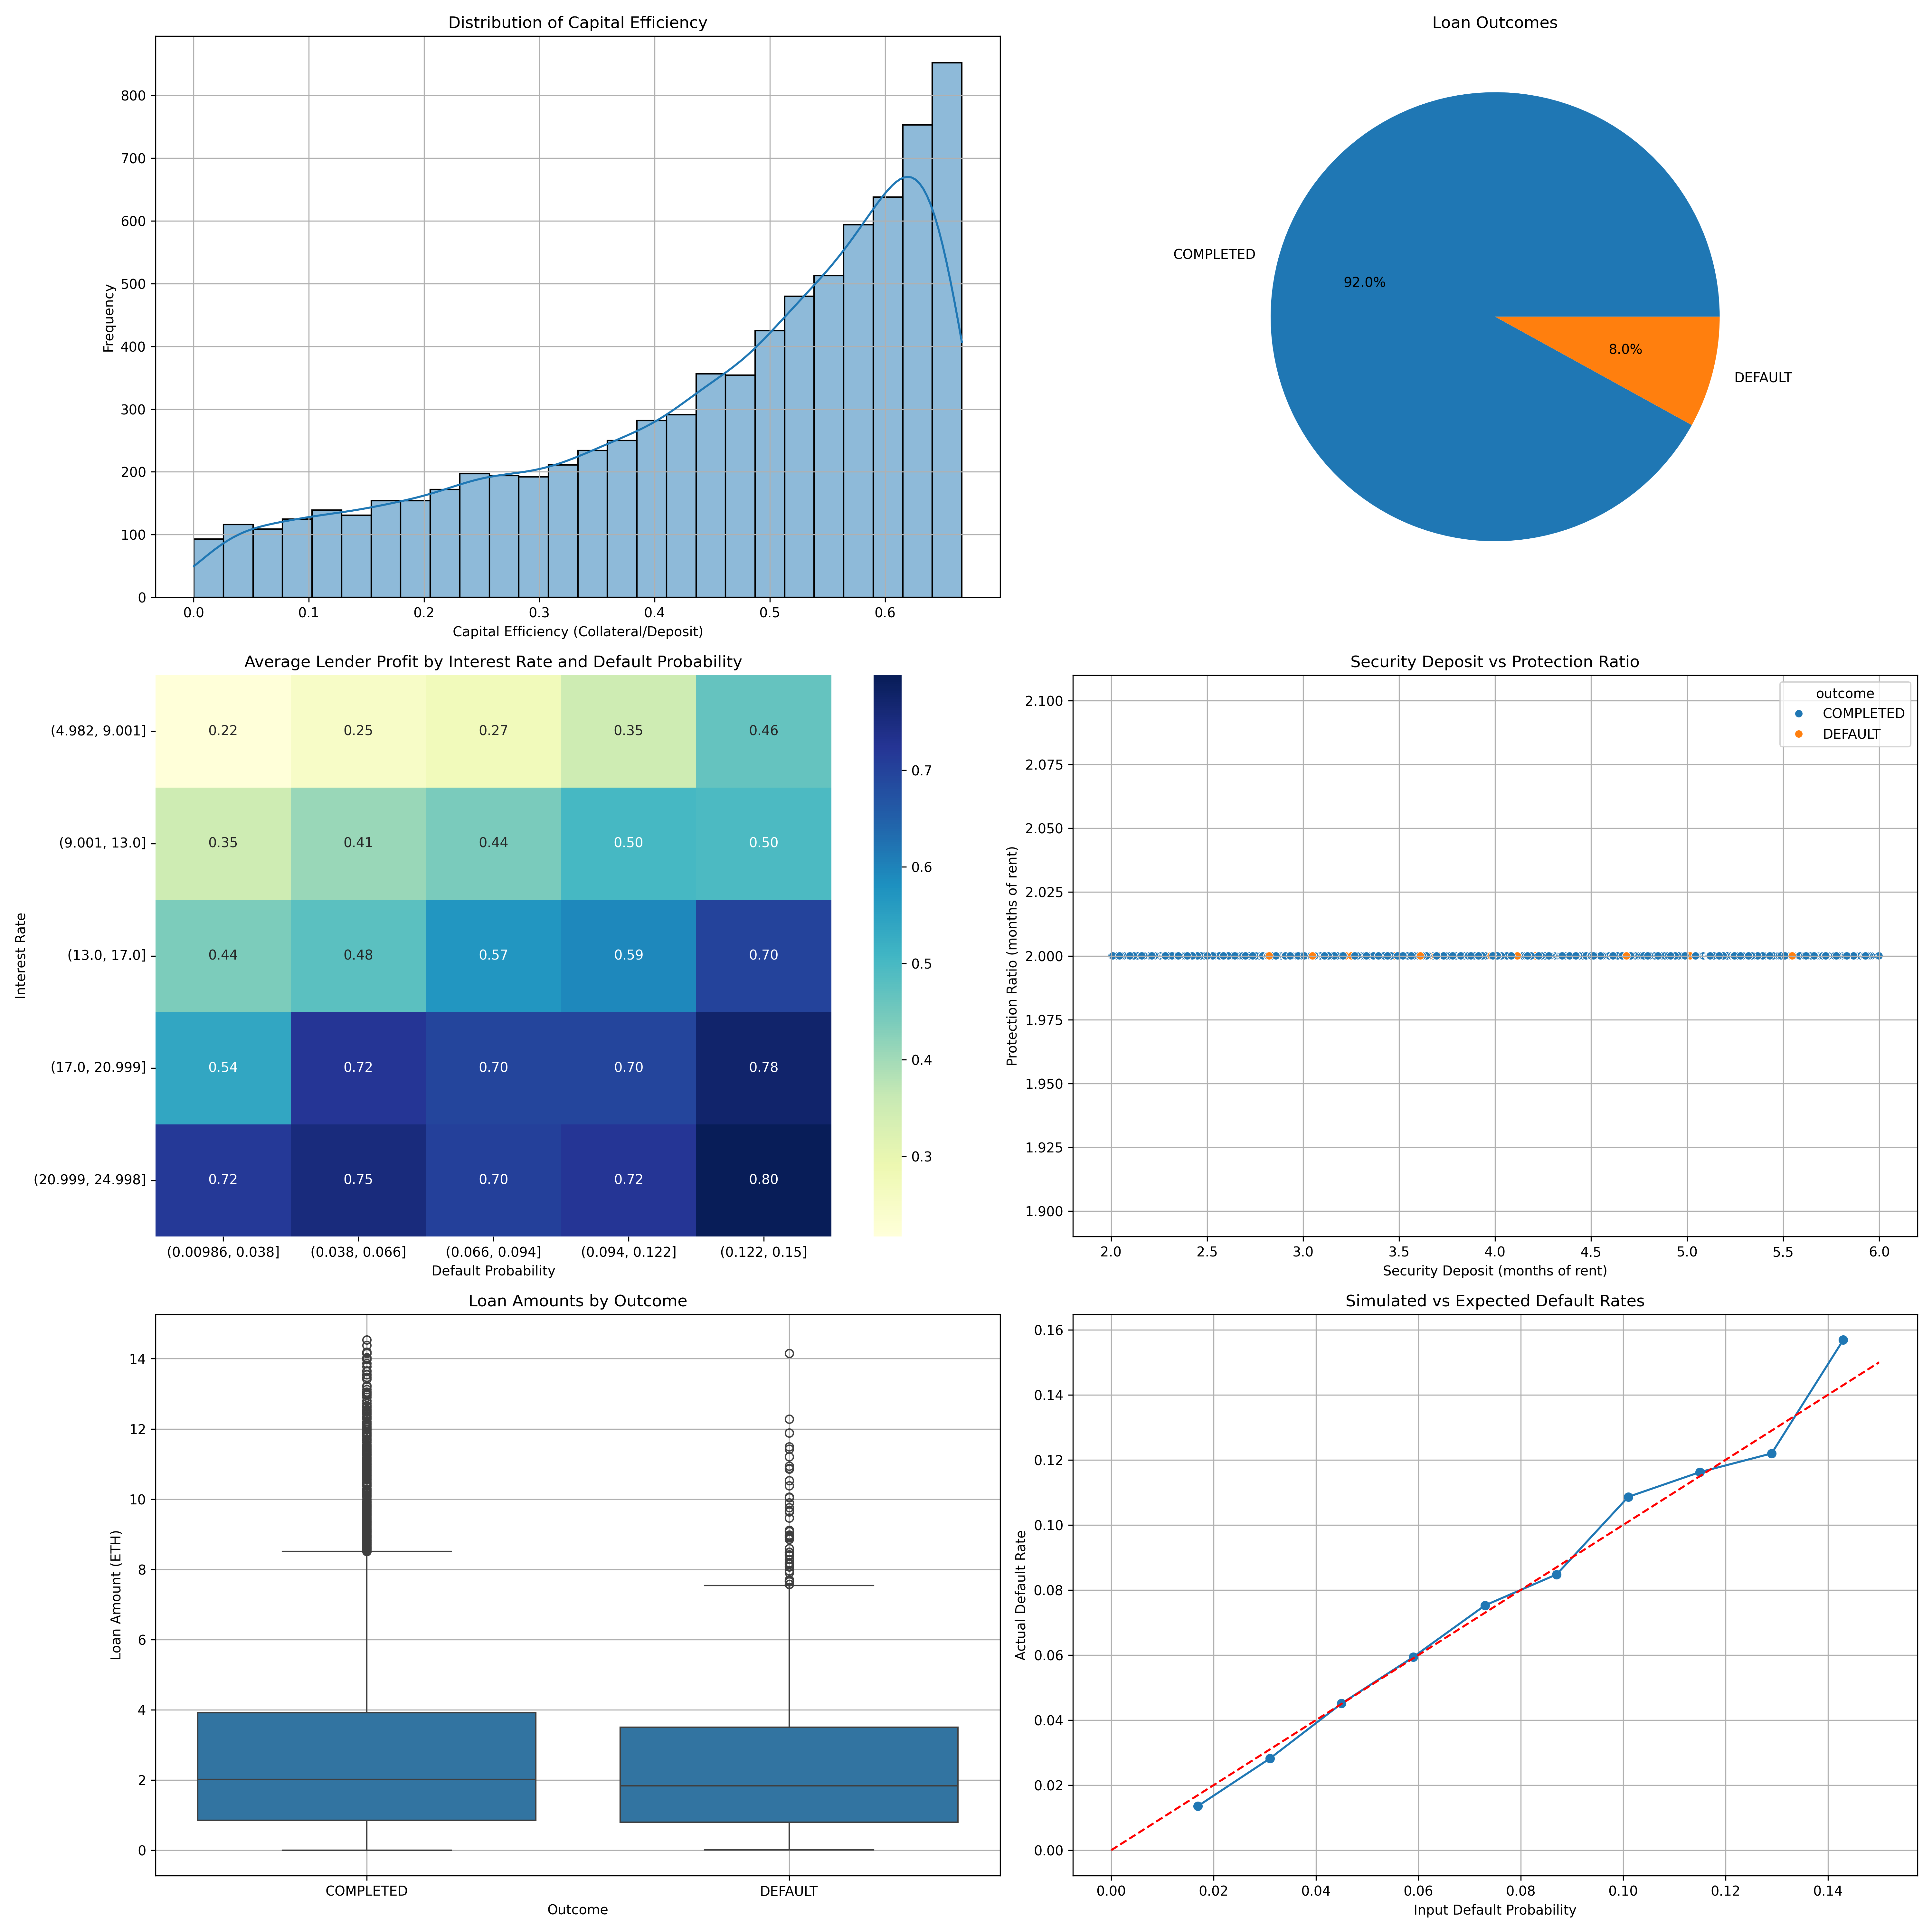 Distribution of Capital Efficiency
800
700
600
500
400
300
200
100
0
Frequency
0.0 0.1 0.2 0.3 0.4 0.5 0.6
Capital Efficiency (Collateral/Deposit)
Loan Outcomes
COMPLETED
92.0%
8.0%
DEFAULT
Average Lender Profit by Interest Rate and Default Probability
Interest Rate
(4.982, 9.001] 0.22 0.25 0.27 0.35 0.46
(9.001, 13.0] 0.35 0.41 0.44 0.50 0.50
(13.0, 17.0] 0.44 0.48 0.57 0.59 0.70
(17.0, 20.999] 0.54 0.72 0.70 0.70 0.78
(20.999, 24.998] 0.72 0.75 0.70 0.72 0.80
(0.00986, 0.038] (0.038, 0.066] (0.066, 0.094] (0.094, 0.122] (0.122, 0.15]
Default Probability
0.7
0.6
0.5
0.4
0.3
Security Deposit vs Protection Ratio
outcome
COMPLETED
DEFAULT
2.100
2.075
2.050
2.025
2.000
1.975
1.950
1.925
1.900
Protection Ratio (months of rent)
2.0 2.5 3.0 3.5 4.0 4.5 5.0 5.5 6.0
Security Deposit (months of rent)
Loan Amounts by Outcome
14
12
10
8
6
4
2
0
Loan Amount (ETH)
COMPLETED DEFAULT
Outcome
Simulated vs Expected Default Rates
0.16
0.14
0.12
0.10
0.08
0.06
0.04
0.02
0.00
Actual Default Rate
0.00 0.02 0.04 0.06 0.08 0.10 0.12 0.14
Input Default Probability